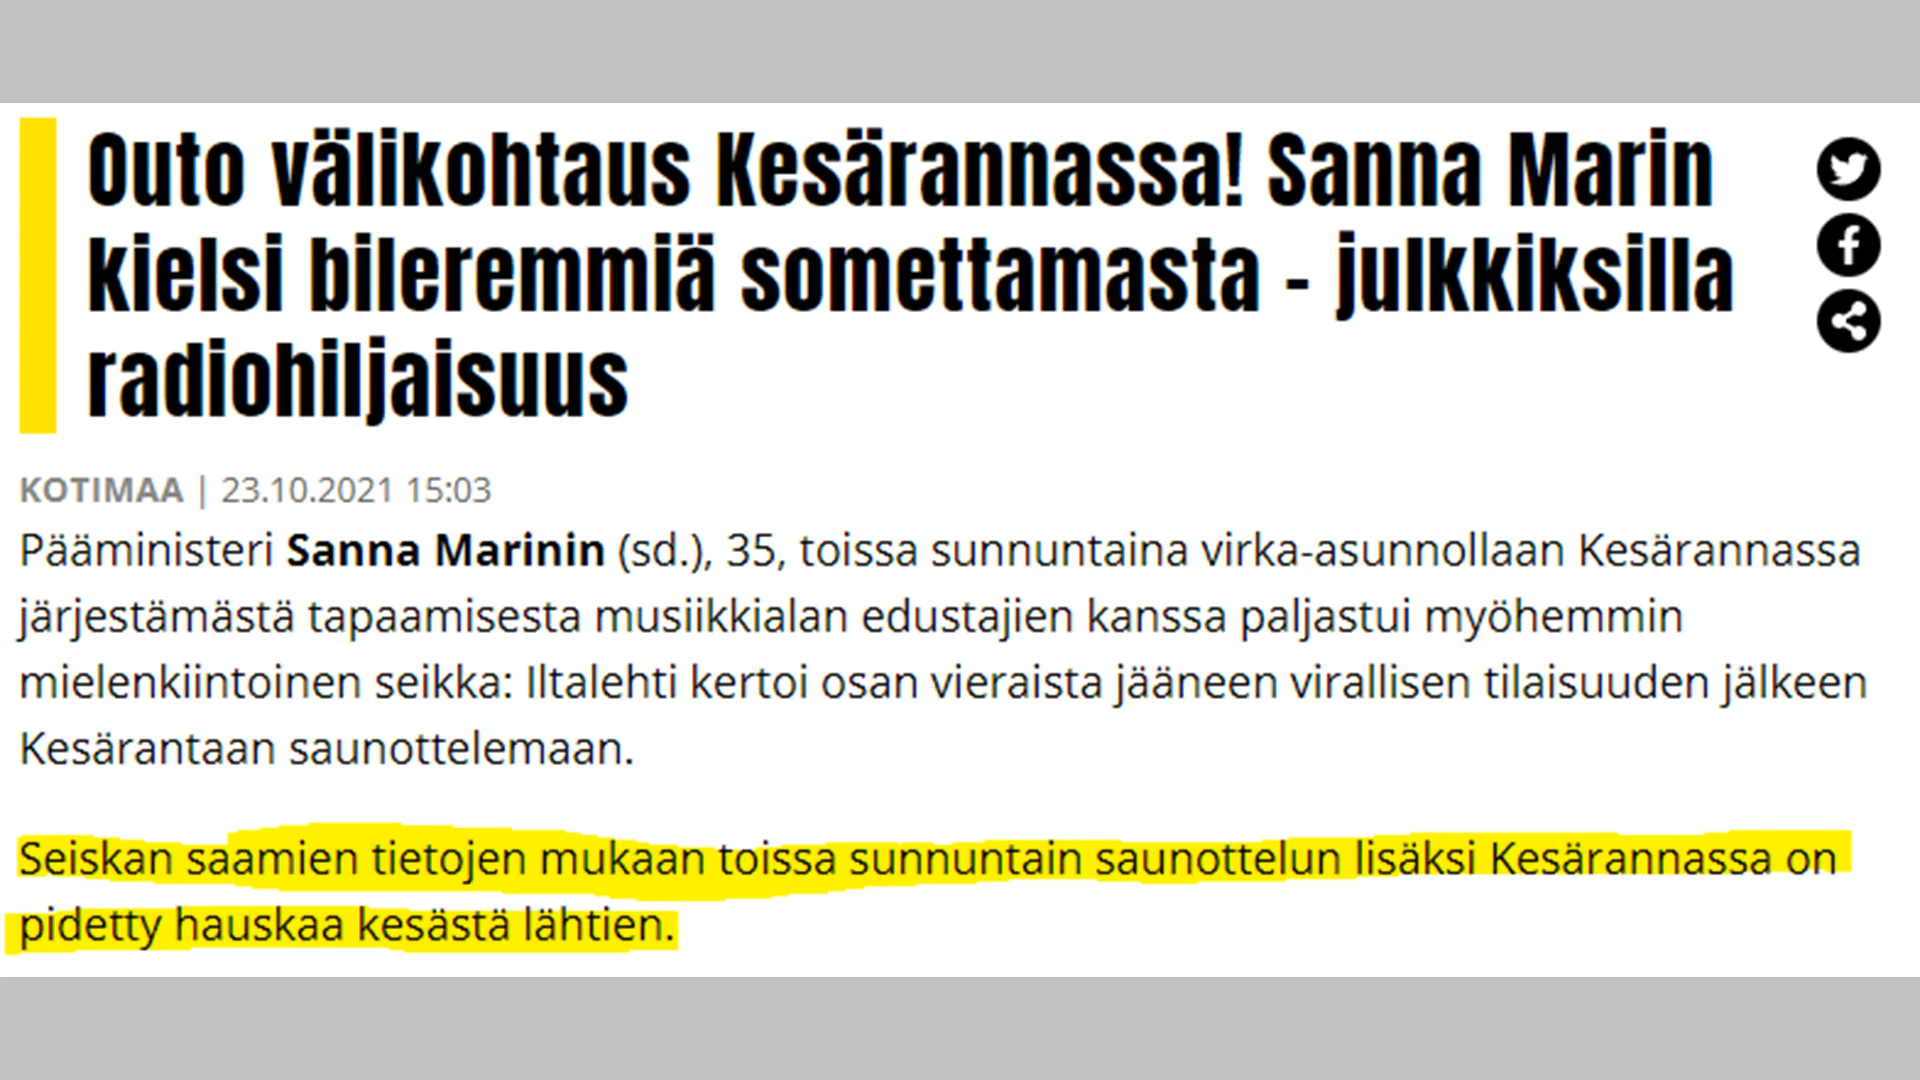 Outo välikohtaus Kesärannassa! Sanna Marin
kielsi bileremmiä somettamasta - julkkiksilla
radiohiljaisuus
KOTIMAA | 23.10.2021 15:03
Pääministeri Sanna Marinin (sd.), 35, toissa sunnuntaina virka-asunnollaan Kesärannassa
järjestämästä tapaamisesta musiikkialan edustajien kanssa paljastui myöhemmin
mielenkiintoinen seikka: Iltalehti kertoi osan vieraista jääneen virallisen tilaisuuden jälkeen
Kesärantaan saunottelemaan.
Seiskan saamien tietojen mukaan toissa sunnuntain saunottelun lisäksi Kesärannassa on
pidetty hauskaa kesästä lähtien.